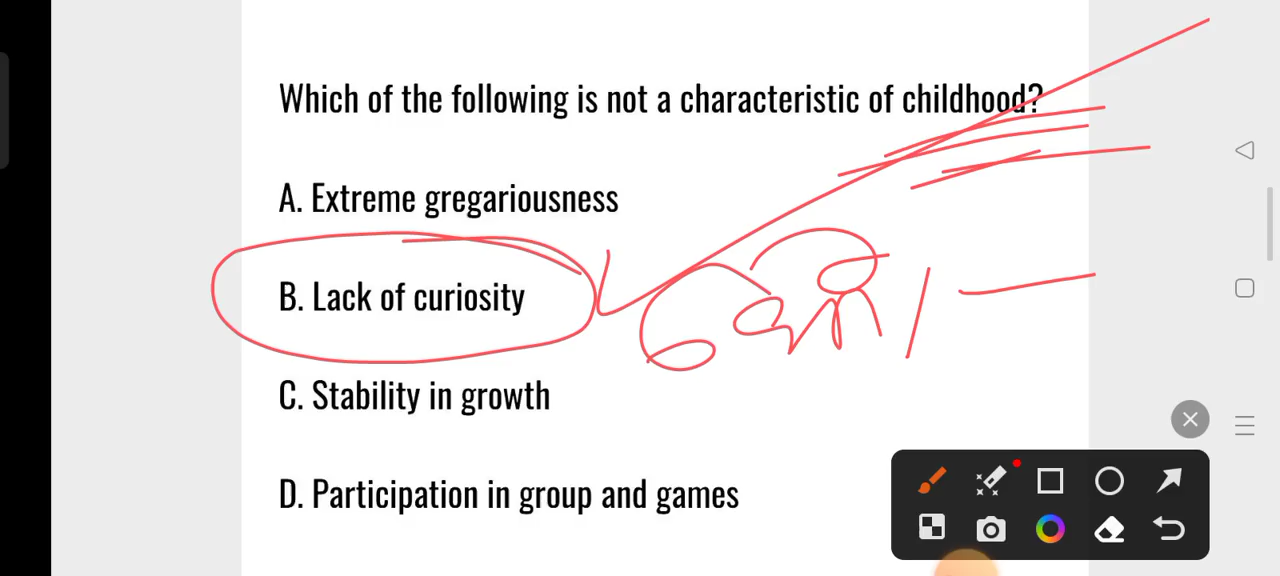 Which of the following is not a characteristic of childhood?
A. Extreme gregariousness
B. Lack of curiosity
C. Stability in growth
D. Participation in group and games